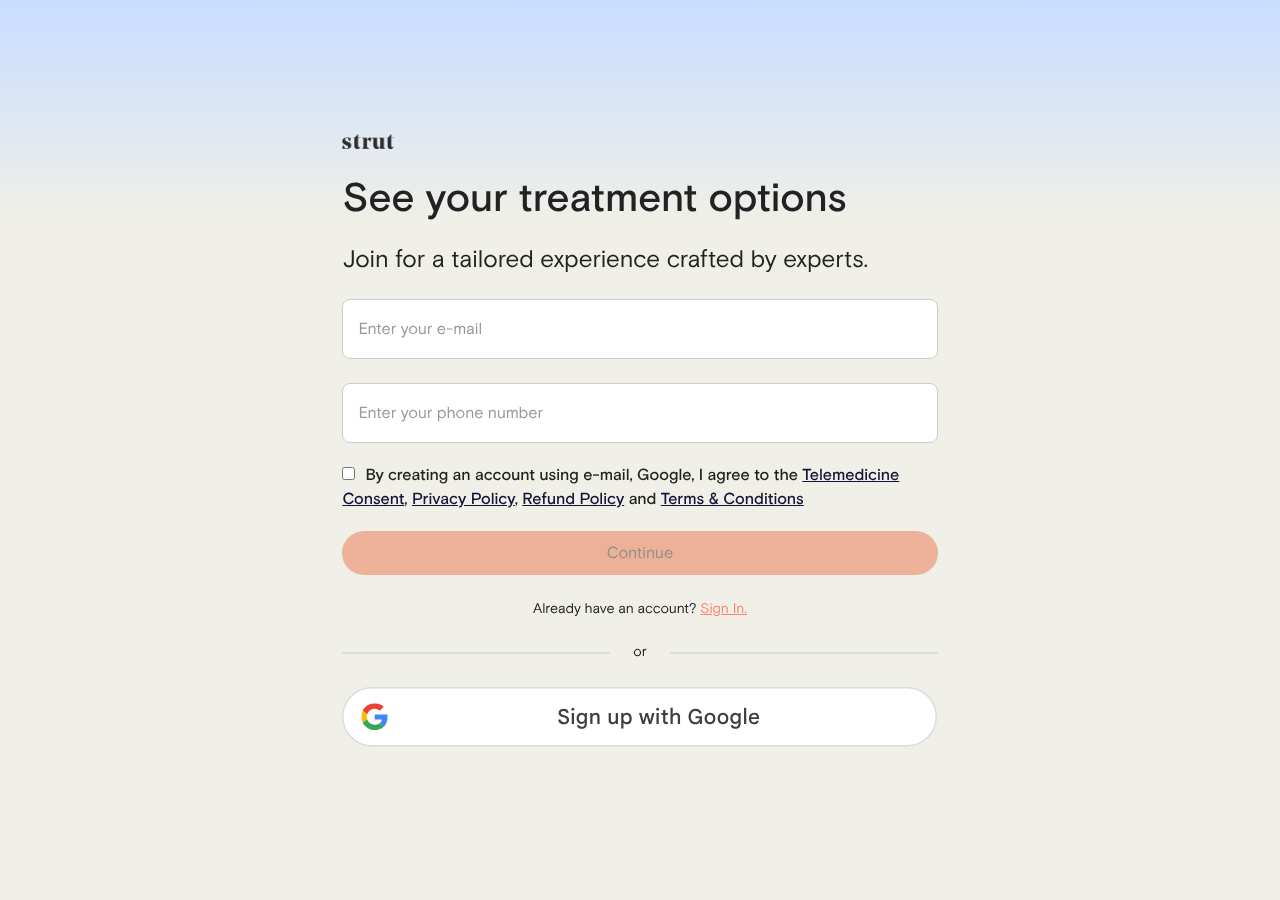 strut
See your treatment options
Join for a tailored experience crafted by experts.
Enter your e-mail
Enter your phone number
By creating an account using e-mail, Google, I agree to the Telemedicine
Consent, Privacy Policy, Refund Policy and Terms & Conditions
Continue
Already have an account? Sign In.
or
Sign up with Google